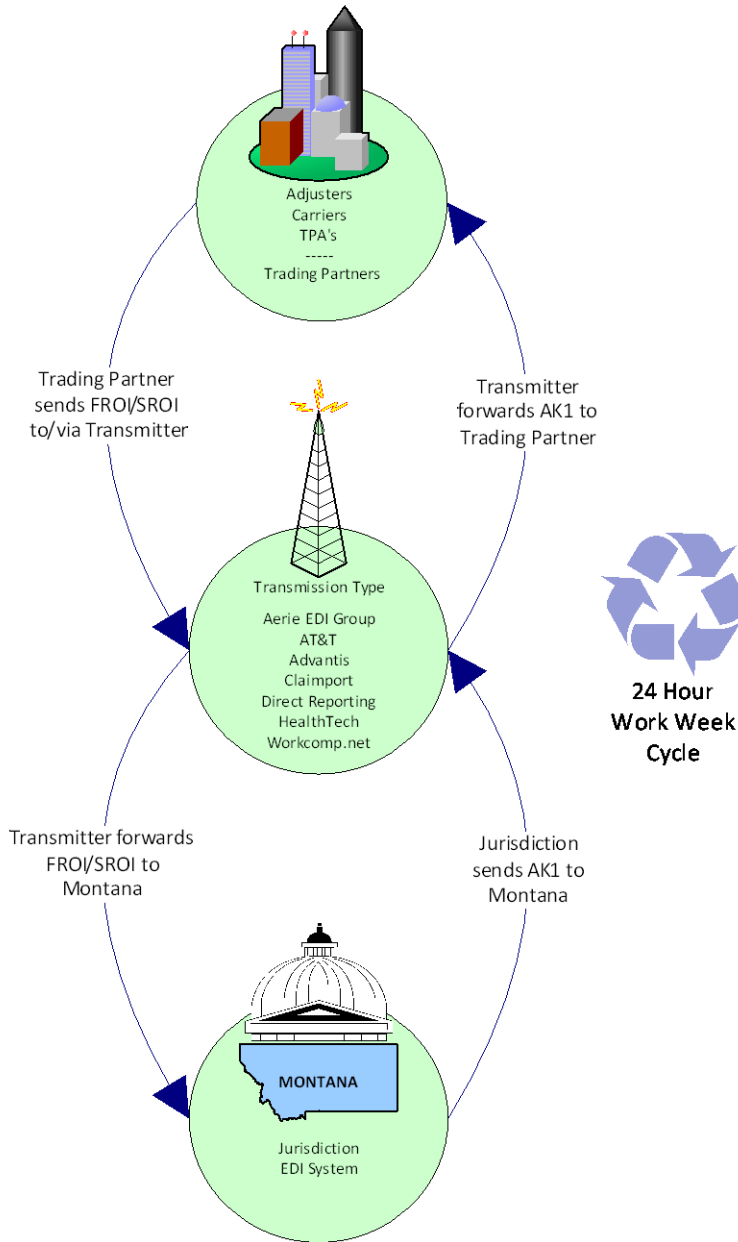 Adjusters
Carriers
TPA's
-----
Trading Partners
Trading Partner
sends FROI/SROI
to/via Transmitter
Transmitter
forwards AK1 to
Trading Partner
Transmission Type
Aerie EDI Group
AT&T
Advantis
Claimport
Direct Reporting
HealthTech
Workcomp.net
24 Hour
Work Week
Cycle
Transmitter forwards
FROI/SROI to
Montana
Jurisdiction
sends AK1 to
Montana
MONTANA
Jurisdiction
EDI System